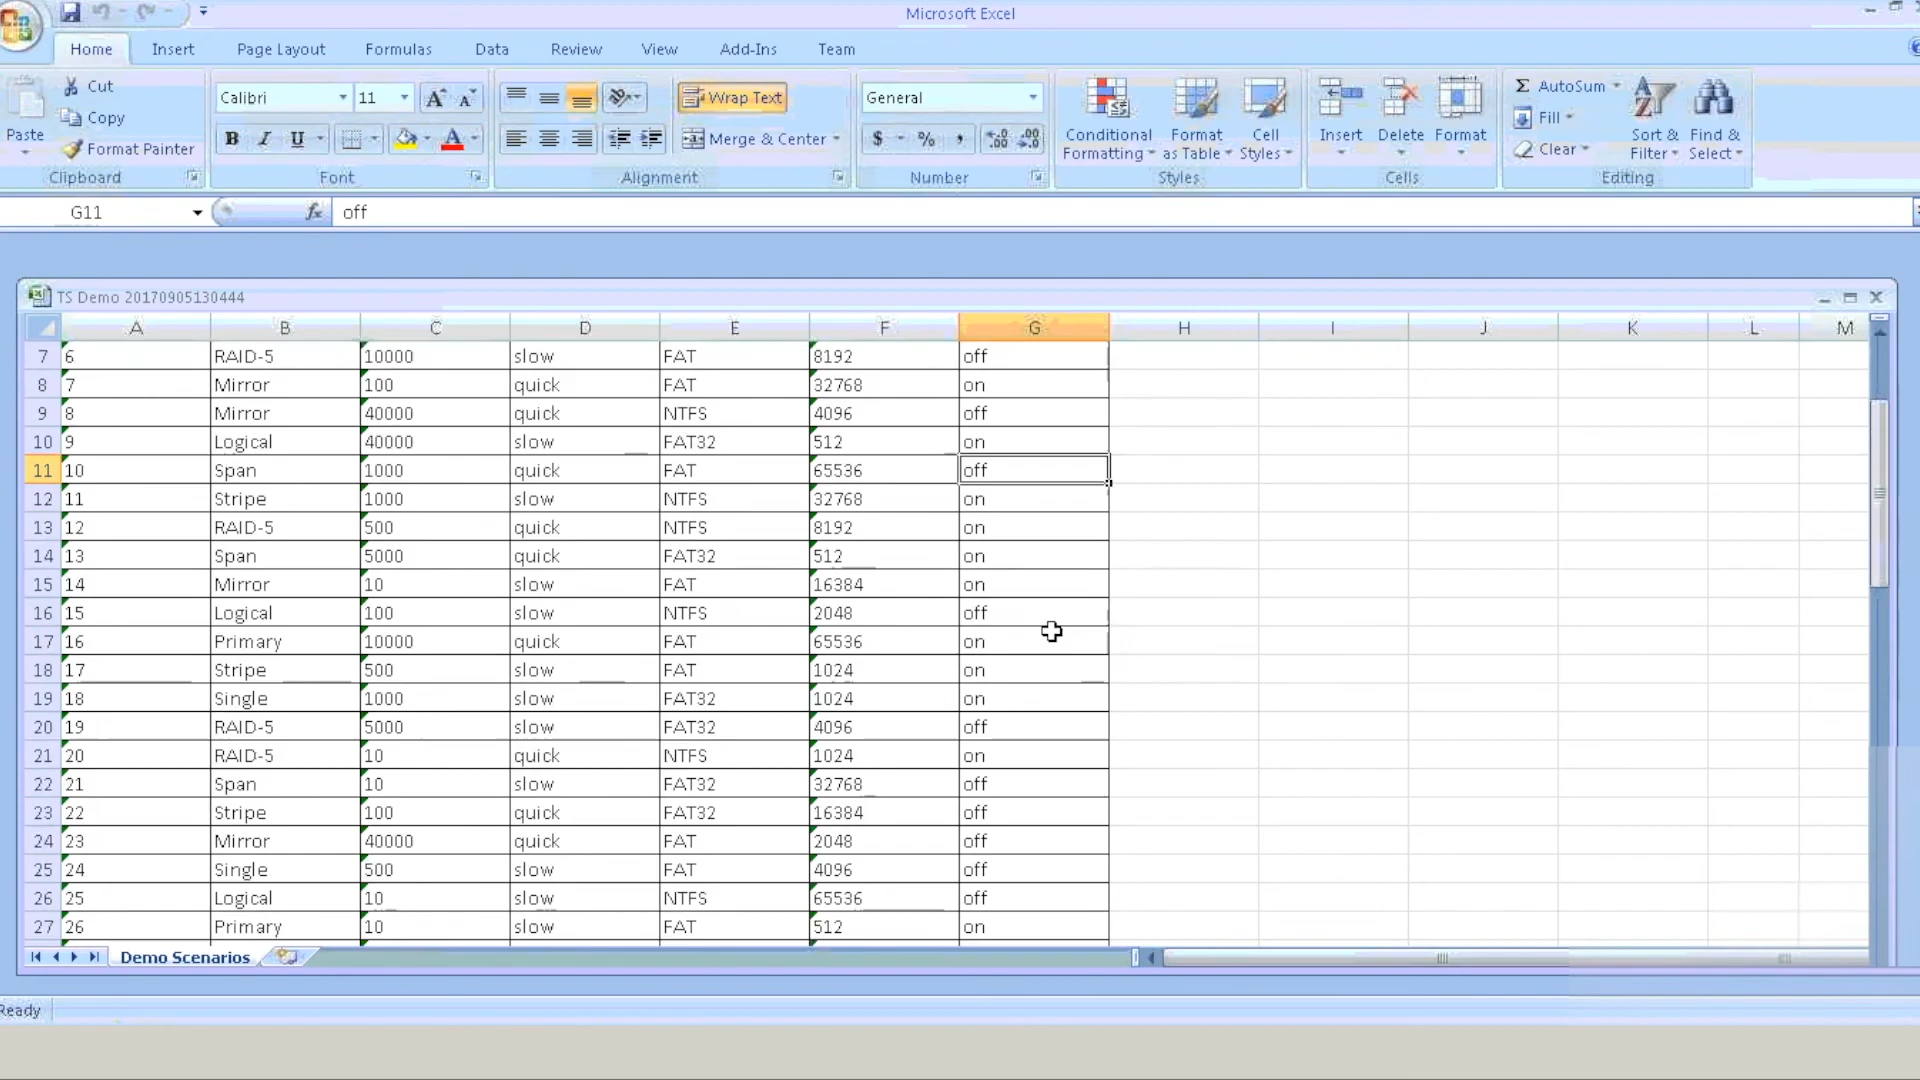 Microsoft Excel
Home Insert Page Layout Formulas Data Review View Add-Ins Team
Paste
Cut
Copy
Format Painter
Clipboard
Calibri 11
B I U
Font
Wrap Text
Merge & Center
Alignment
General
$ % ,
Number
Conditional Formatting
Format as Table
Cell Styles
Styles
Insert Delete Format
Cells
Σ AutoSum
Fill
Clear
Sort & Filter
Find & Select
Editing
G11 fx off
TS Demo 20170905130444
A B C D E F G H I J K L M
7 6 RAID-5 10000 slow FAT 8192 off
8 7 Mirror 100 quick FAT 32768 on
9 8 Mirror 40000 quick NTFS 4096 off
10 9 Logical 40000 slow FAT32 512 on
11 10 Span 1000 quick FAT 65536 off
12 11 Stripe 1000 slow NTFS 32768 on
13 12 RAID-5 500 quick NTFS 8192 on
14 13 Span 5000 quick FAT32 512 on
15 14 Mirror 10 slow FAT 16384 on
16 15 Logical 100 slow NTFS 2048 off
17 16 Primary 10000 quick FAT 65536 on
18 17 Stripe 500 slow FAT 1024 on
19 18 Single 1000 slow FAT32 1024 on
20 19 RAID-5 5000 slow FAT32 4096 off
21 20 RAID-5 10 quick NTFS 1024 on
22 21 Span 10 slow FAT32 32768 off
23 22 Stripe 100 quick FAT32 16384 off
24 23 Mirror 40000 quick FAT 2048 off
25 24 Single 500 slow FAT 4096 off
26 25 Logical 10 slow NTFS 65536 off
27 26 Primary 10 slow FAT 512 on
Demo Scenarios
Ready